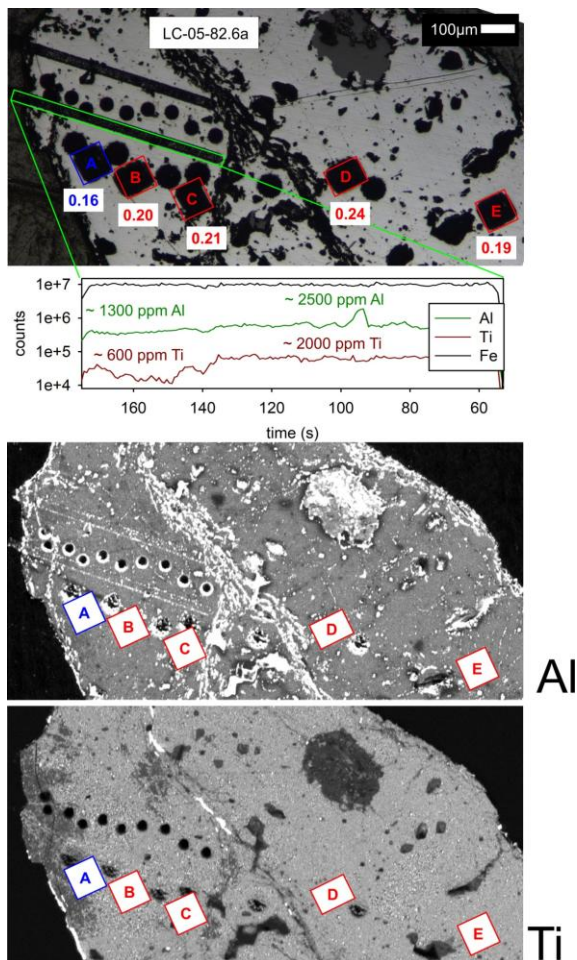 LC-05-82.6a
100μm
A
B
C
D
E
0.16
0.20
0.21
0.24
0.19
1e+7
1e+6
1e+5
1e+4
counts
~ 1300 ppm Al
~ 2500 ppm Al
~ 600 ppm Ti
~ 2000 ppm Ti
Al
Ti
Fe
160
140
120
100
80
60
time (s)
A
B
C
D
E
Al
A
B
C
D
E
Ti